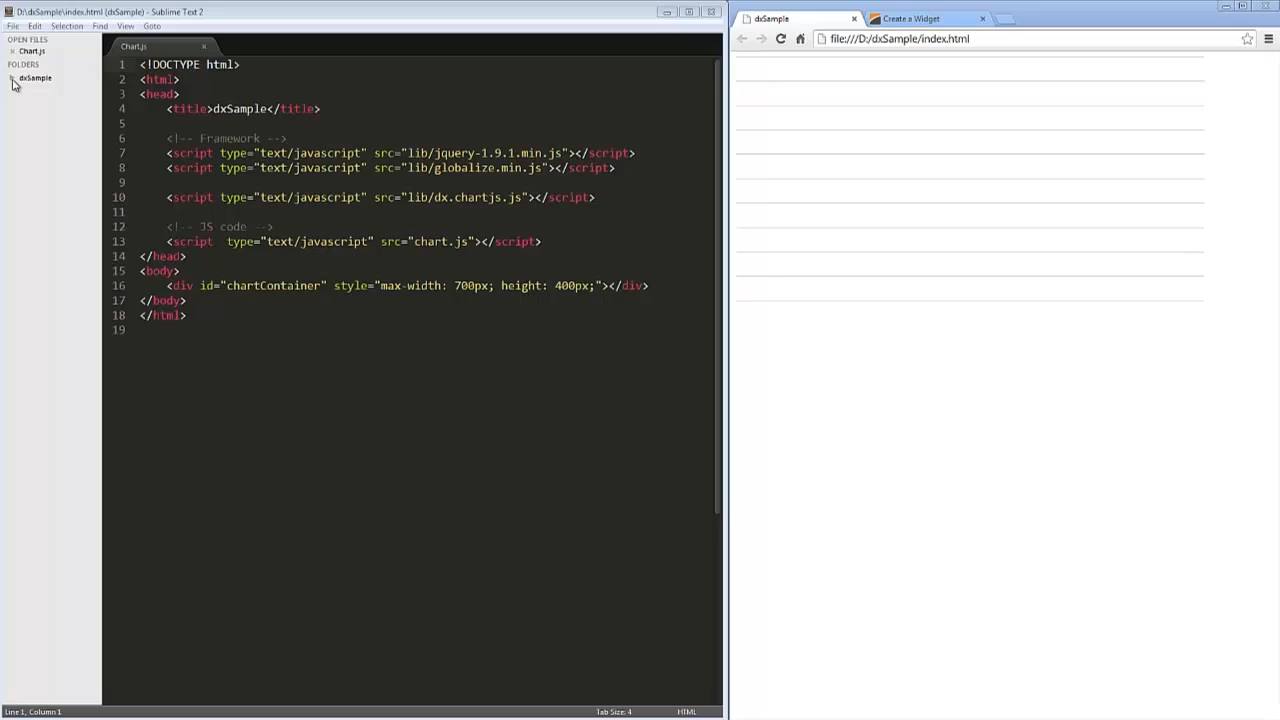 D:\dxSample\index.html (dxSample) - Sublime Text 2
File Edit Selection Find View Goto
OPEN FILES
Chart.js
FOLDERS
dxSample
Chart.js
1 <!DOCTYPE html>
2 <html>
3 <head>
4 <title>dxSample</title>
5
6 <!-- Framework -->
7 <script type="text/javascript" src="lib/jquery-1.9.1.min.js"></script>
8 <script type="text/javascript" src="lib/globalize.min.js"></script>
9
10 <script type="text/javascript" src="lib/dx.chartjs.js"></script>
11
12 <!-- JS code -->
13 <script type="text/javascript" src="chart.js"></script>
14 </head>
15 <body>
16 <div id="chartContainer" style="max-width: 700px; height: 400px;"></div>
17 </body>
18 </html>
19
Line 1, Column 1
Tab Size: 4
HTML
dxSample
Create a Widget
file:///D:/dxSample/index.html